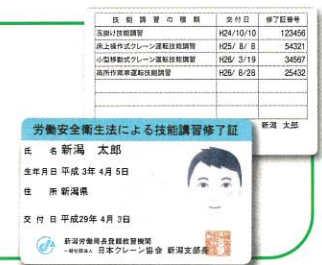 技能講習の種類 交付日 修了証番号
玉掛け技能講習 H24/10/10 123456
床上操作式クレーン運転技能講習 H25/ 8/ 8 54321
小型移動式クレーン運転技能講習 H26/ 3/19 34567
高所作業車運転技能講習 H26/ 8/28 25432
新潟 太郎
労働安全衛生法による技能講習修了証
氏 名 新潟 太郎
生年月日 平成 3年 4月 5日
住 所 新潟県
交 付 日 平成29年 4月 3日
新潟労働局長登録教習機関
一般社団法人 日本クレーン協会 新潟支部長